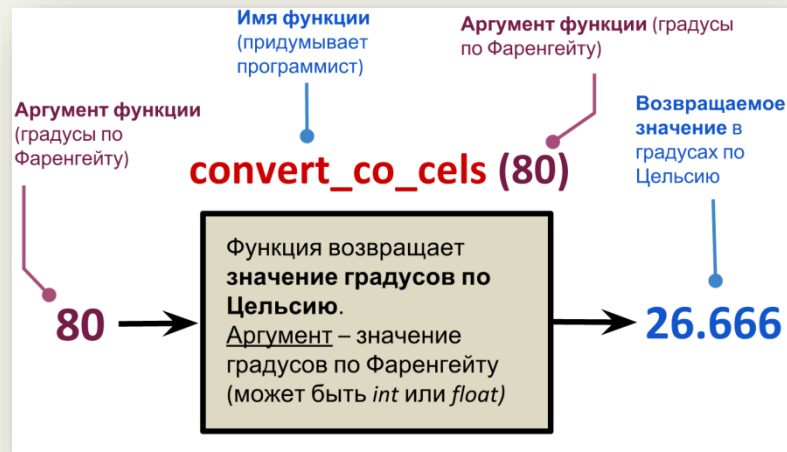 Имя функции
(придумывает
программист)
Аргумент функции (градусы
по Фаренгейту)
Аргумент функции
(градусы по
Фаренгейту)
Возвращаемое
значение в
градусах по
Цельсию
convert_co_cels (80)
80
Функция возвращает
значение градусов по
Цельсию.
Аргумент – значение
градусов по Фаренгейту
(может быть int или float)
26.666